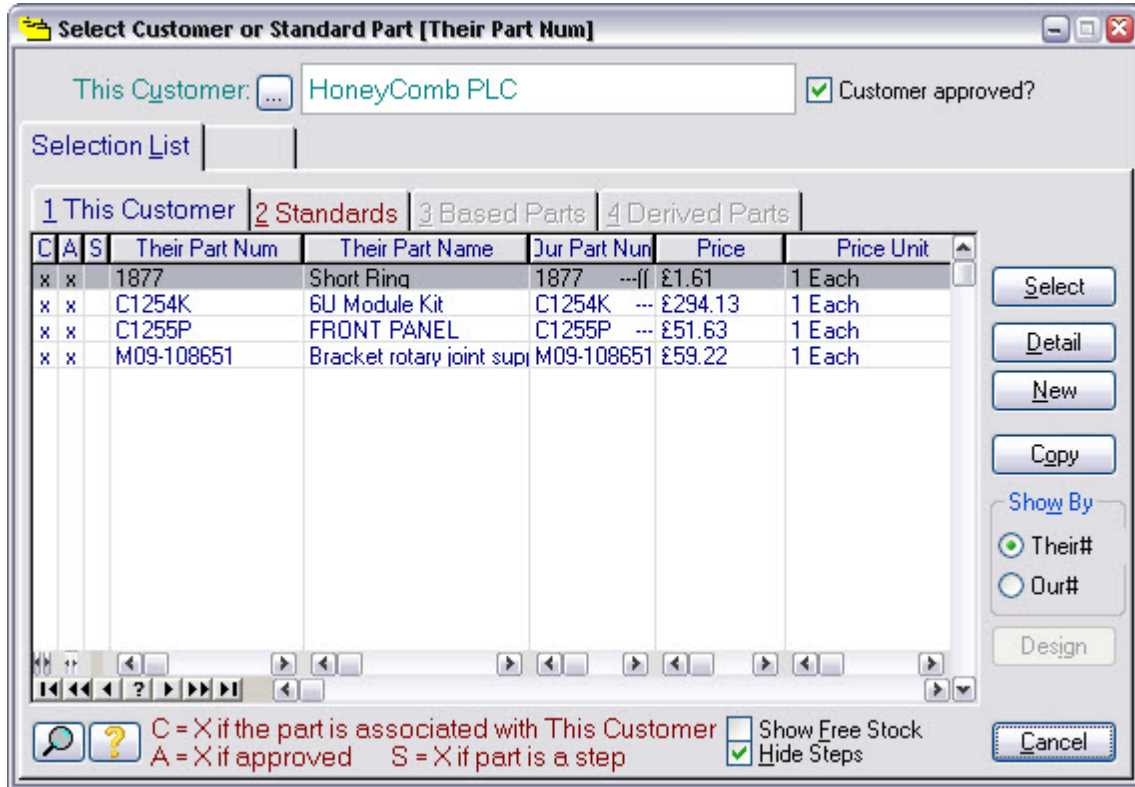 Select Customer or Standard Part [Their Part Num]
This Customer: ... HoneyComb PLC Customer approved?
Selection List
1 This Customer 2 Standards 3 Based Parts 4 Derived Parts
C A S Their Part Num Their Part Name Our Part Num Price Price Unit
x x 1877 Short Ring 1877 ---(( £1.61 1 Each
x x C1254K 6U Module Kit C1254K --- £294.13 1 Each
x x C1255P FRONT PANEL C1255P --- £51.63 1 Each
x x M09-108651 Bracket rotary joint sup M09-108651 £59.22 1 Each
Select
Detail
New
Copy
Show By
Their#
Our#
Design
?
C = X if the part is associated with This Customer
A = X if approved S = X if part is a step
Show Free Stock
Hide Steps
Cancel